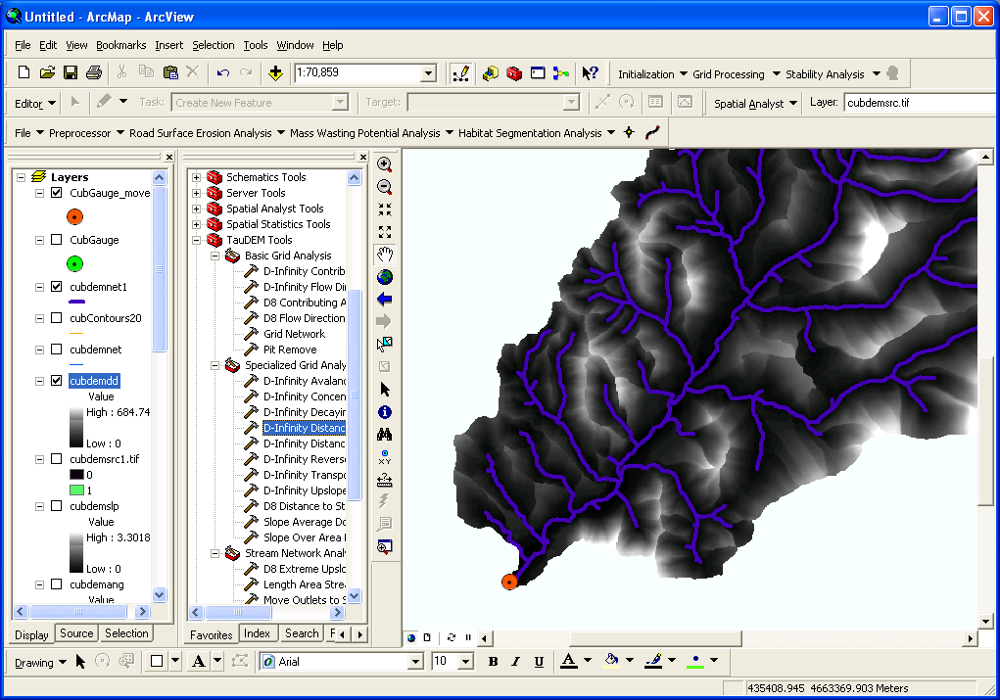 Untitled - ArcMap - ArcView
File Edit View Bookmarks Insert Selection Tools Window Help
1:70,859 Initialization Grid Processing Stability Analysis
Editor Task: Create New Feature Target: Spatial Analyst Layer: cubdemsrc.tif
File Preprocessor Road Surface Erosion Analysis Mass Wasting Potential Analysis Habitat Segmentation Analysis
Layers
CubGauge_move
CubGauge
cubdemnet1
cubContours20
cubdemnet
cubdemdd
Value
High : 684.74
Low : 0
cubdemsrc1.tif
0
1
cubdemslp
Value
High : 3.3018
Low : 0
cubdemang
Value
Display Source Selection
Schematics Tools
Server Tools
Spatial Analyst Tools
Spatial Statistics Tools
TauDEM Tools
Basic Grid Analysis
D-Infinity Contrib
D-Infinity Flow Di
D8 Contributing A
D8 Flow Direction
Grid Network
Pit Remove
Specialized Grid Analy
D-Infinity Avalan
D-Infinity Concen
D-Infinity Decayin
D-Infinity Distanc
D-Infinity Distanc
D-Infinity Revers
D-Infinity Transpo
D-Infinity Upslope
D8 Distance to St
Slope Average Do
Slope Over Area
Stream Network Anal
D8 Extreme Upslo
Length Area Strea
Move Outlets to S
Favorites Index Search F
XY
Drawing A Arial 10 B I U A
435408.945 4663369.903 Meters